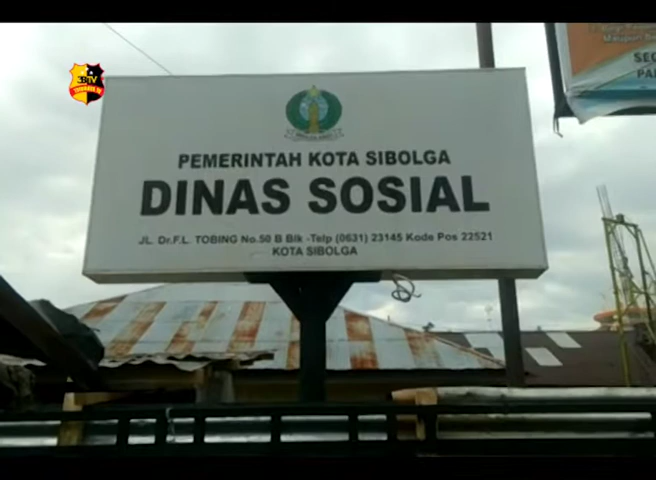 PEMERINTAH KOTA SIBOLGA
DINAS SOSIAL
JL. Dr.F.L. TOBING No.50 B Blk -Telp (0631) 23145 Kode Pos 22521
KOTA SIBOLGA